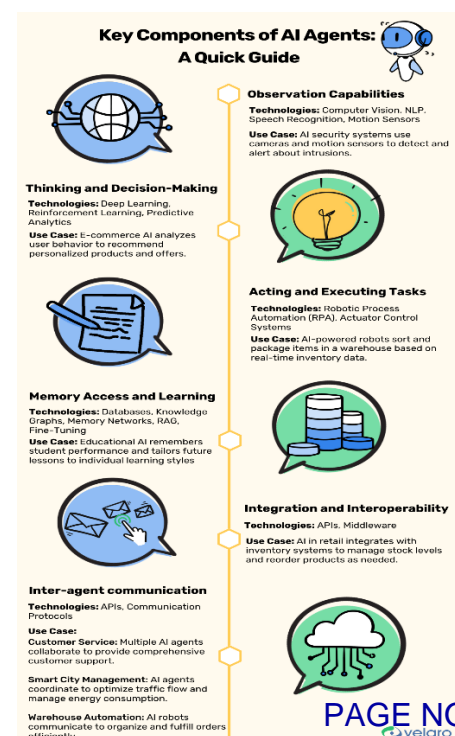 Key Components of AI Agents:
A Quick Guide
Observation Capabilities
Technologies: Computer Vision. NLP.
Speech Recognition, Motion Sensors
Use Case: AI security systems use
cameras and motion sensors to detect and
alert about intrusions.
Thinking and Decision-Making
Technologies: Deep Learning,
Reinforcement Learning, Predictive
Analytics
Use Case: E-commerce AI analyzes
user behavior to recommend
personalized products and offers.
Acting and Executing Tasks
Technologies: Robotic Process
Automation (RPA). Actuator Control
Systems
Use Case: AI-powered robots sort and
package items in a warehouse based on
real-time inventory data.
Memory Access and Learning
Technologies: Databases, Knowledge
Graphs, Memory Networks, RAG,
Fine-Tuning
Use Case: Educational AI remembers
student performance and tailors future
lessons to individual learning styles
Integration and Interoperability
Technologies: APIs. Middleware
Use Case: AI in retail integrates with
inventory systems to manage stock levels
and reorder products as needed.
Inter-agent communication
Technologies: APIs, Communication
Protocols
Use Case:
Customer Service: Multiple AI agents
collaborate to provide comprehensive
customer support.
Smart City Management: AI agents
coordinate to optimize traffic flow and
manage energy consumption.
Warehouse Automation: AI robots
communicate to organize and fulfill orders
efficiently.
PAGE NO
velaro